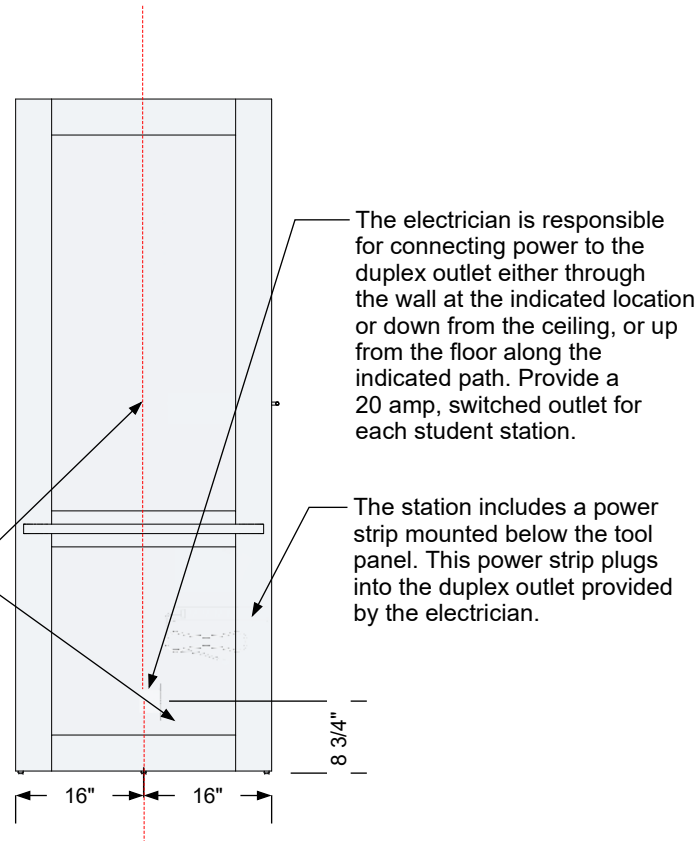 The electrician is responsible
for connecting power to the
duplex outlet either through
the wall at the indicated location
or down from the ceiling, or up
from the floor along the
indicated path. Provide a
20 amp, switched outlet for
each student station.
The station includes a power
strip mounted below the tool
panel. This power strip plugs
into the duplex outlet provided
by the electrician.
8 3/4"
16"
16"